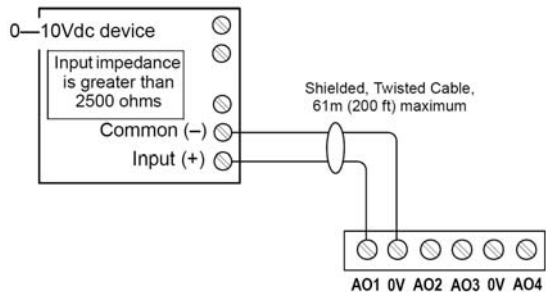 0—10Vdc device
Input impedance
is greater than
2500 ohms
Common (–)
Input (+)
Shielded, Twisted Cable,
61m (200 ft) maximum
AO1 0V AO2 AO3 0V AO4